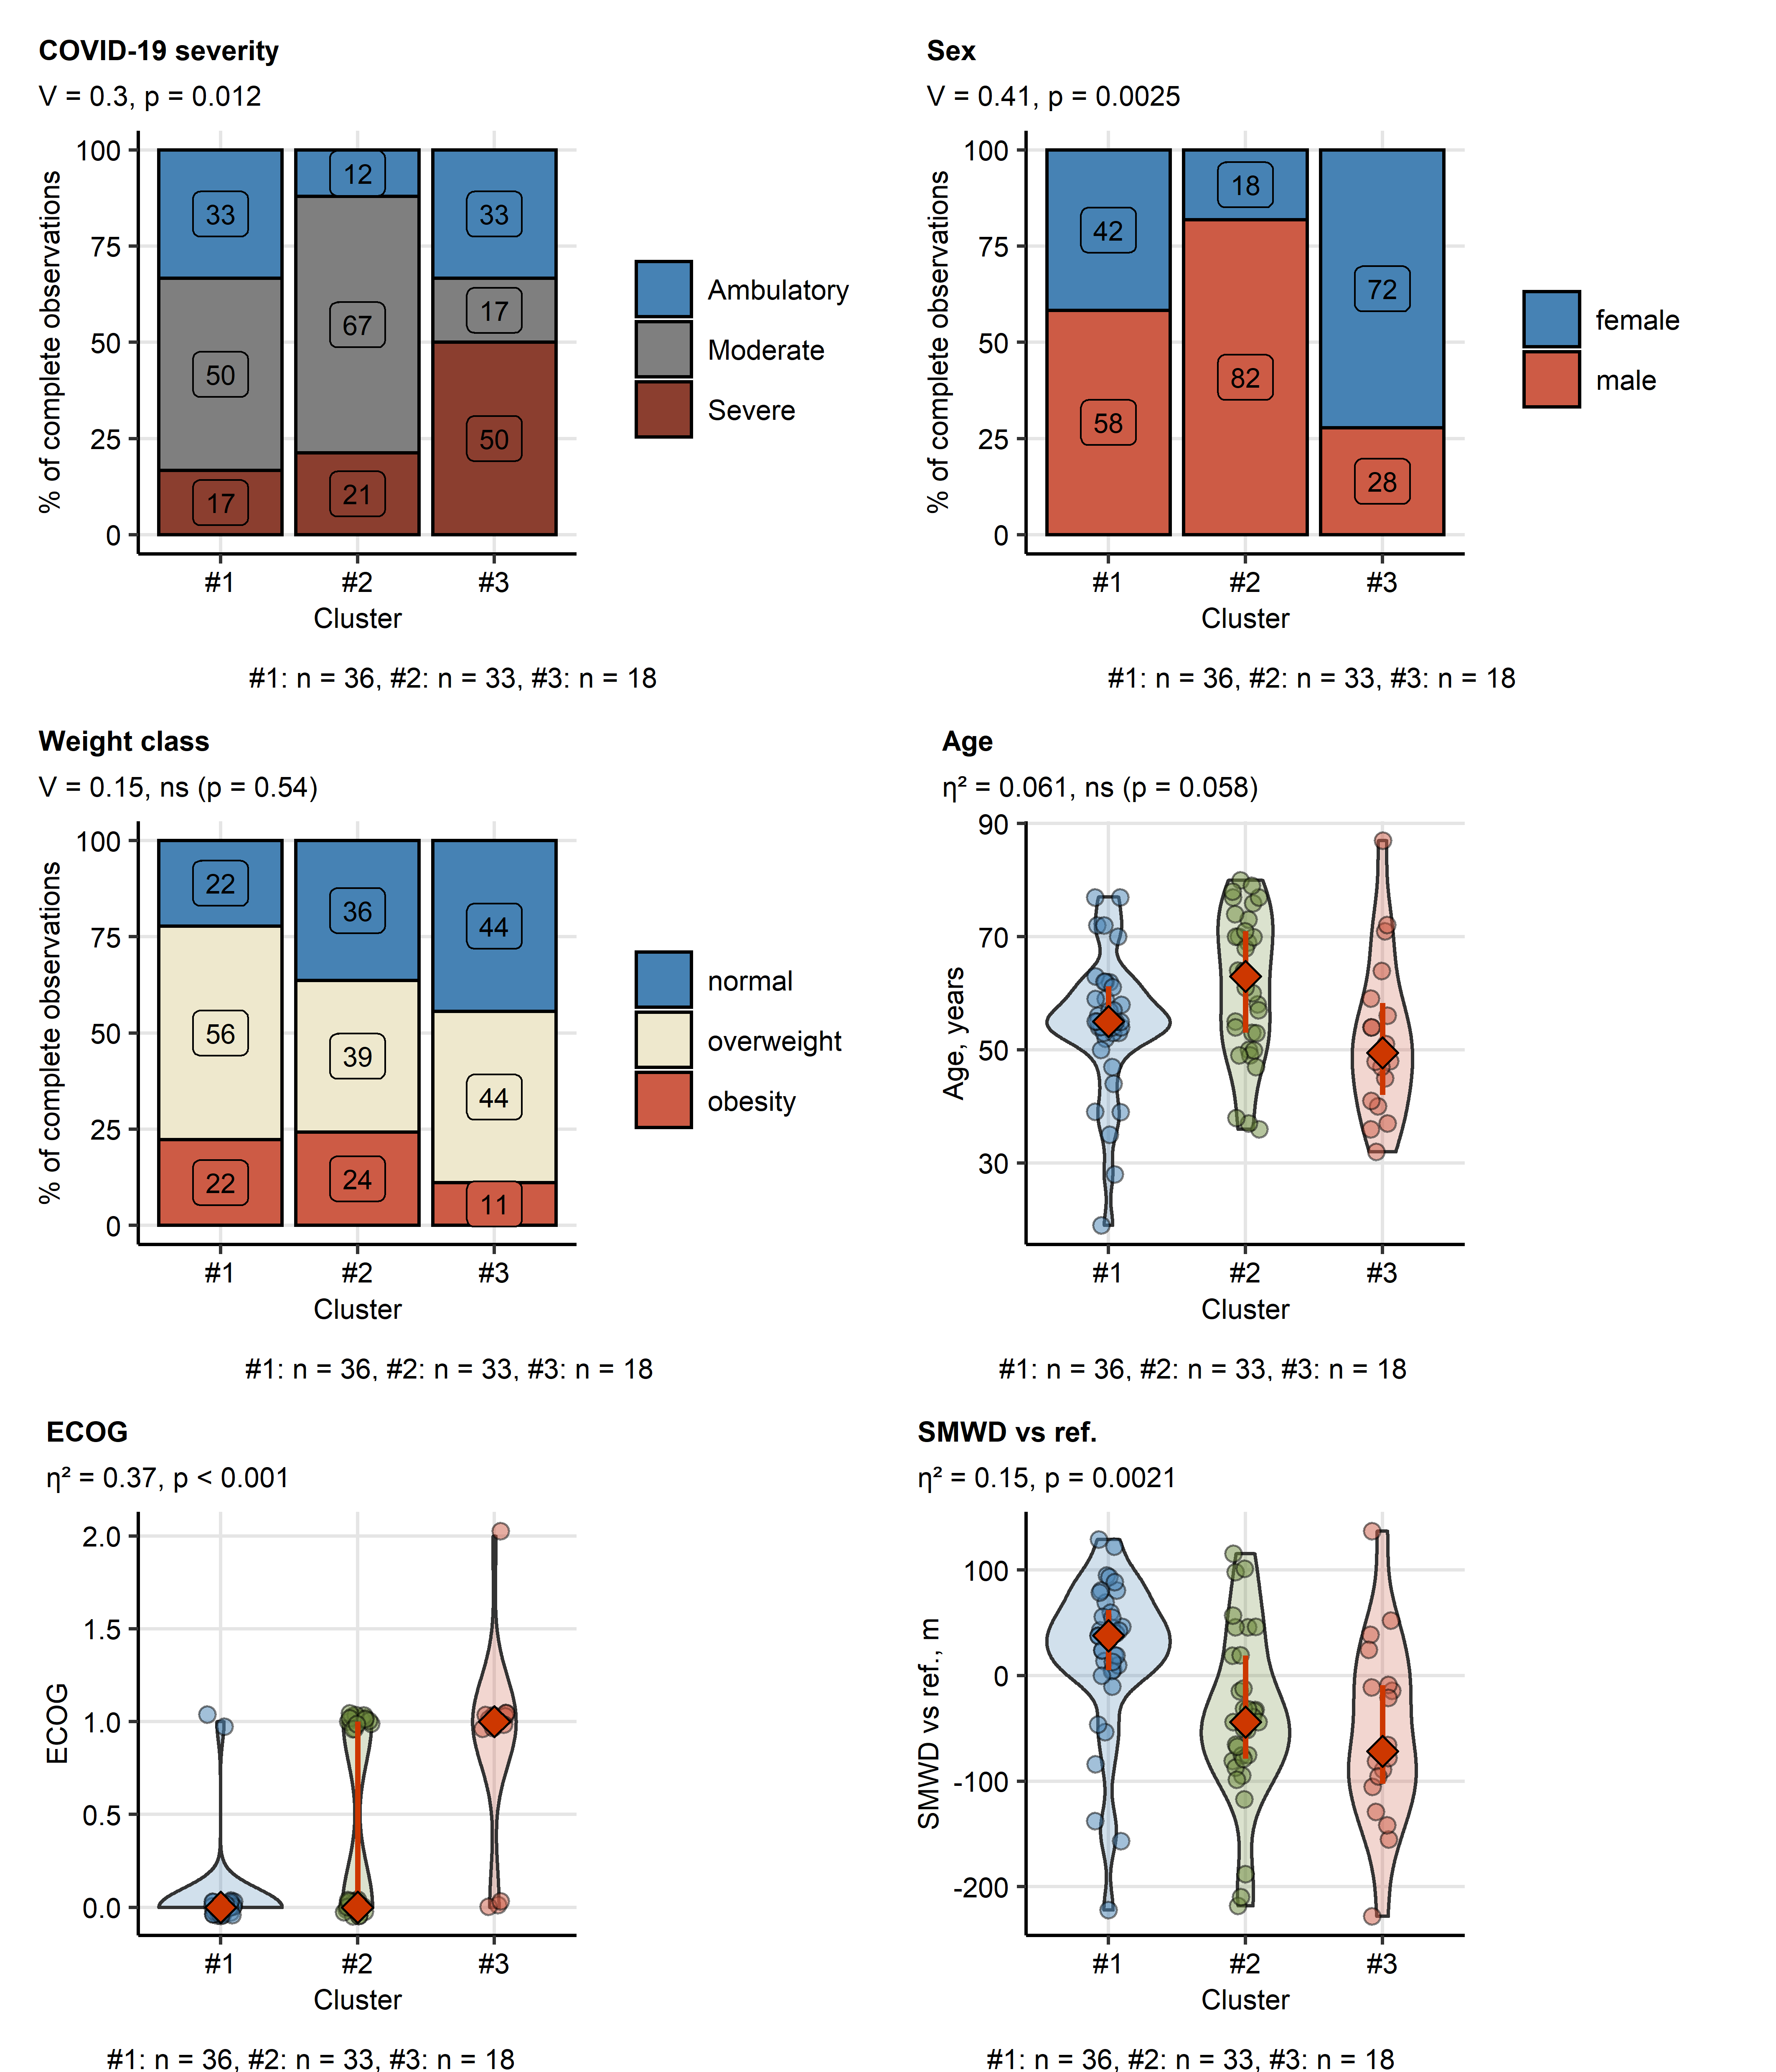 COVID-19 severity
V = 0.3, p = 0.012
% of complete observations
100
75
50
25
0
33
50
17
12
67
21
33
17
50
#1
#2
#3
Cluster
Ambulatory
Moderate
Severe
#1: n = 36, #2: n = 33, #3: n = 18
Sex
V = 0.41, p = 0.0025
% of complete observations
100
75
50
25
0
42
58
18
82
72
28
#1
#2
#3
Cluster
female
male
#1: n = 36, #2: n = 33, #3: n = 18
Weight class
V = 0.15, ns (p = 0.54)
% of complete observations
100
75
50
25
0
22
56
22
36
39
24
44
44
11
#1
#2
#3
Cluster
normal
overweight
obesity
#1: n = 36, #2: n = 33, #3: n = 18
Age
η² = 0.061, ns (p = 0.058)
Age, years
90
70
50
30
#1
#2
#3
Cluster
#1: n = 36, #2: n = 33, #3: n = 18
ECOG
η² = 0.37, p < 0.001
ECOG
2.0
1.5
1.0
0.5
0.0
#1
#2
#3
Cluster
#1: n = 36, #2: n = 33, #3: n = 18
SMWD vs ref.
η² = 0.15, p = 0.0021
SMWD vs ref., m
100
0
-100
-200
#1
#2
#3
Cluster
#1: n = 36, #2: n = 33, #3: n = 18